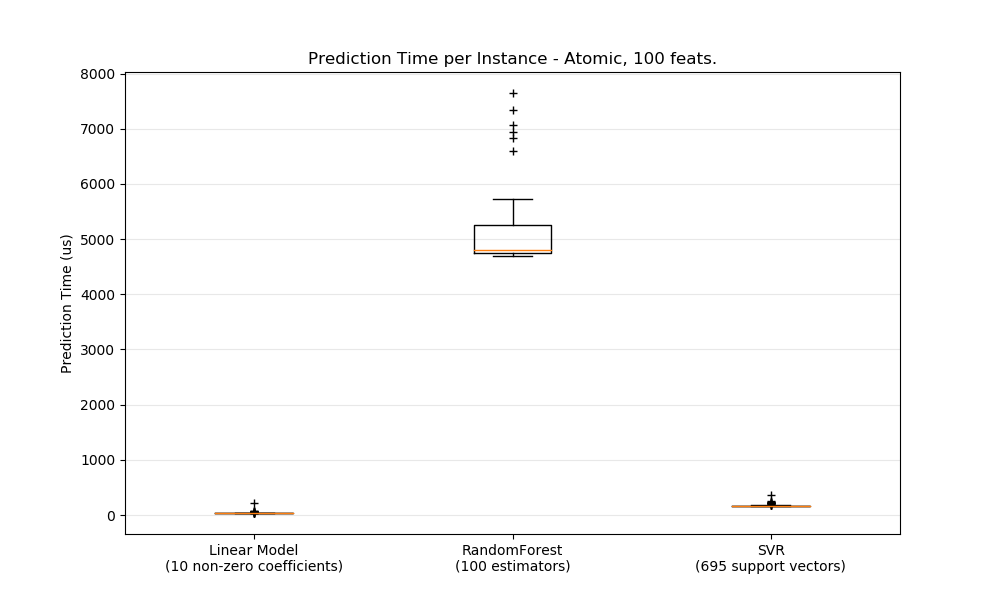 Prediction Time per Instance - Atomic, 100 feats.
8000
7000
6000
5000
4000
3000
2000
1000
0
Prediction Time (us)
Linear Model
(10 non-zero coefficients)
RandomForest
(100 estimators)
SVR
(695 support vectors)